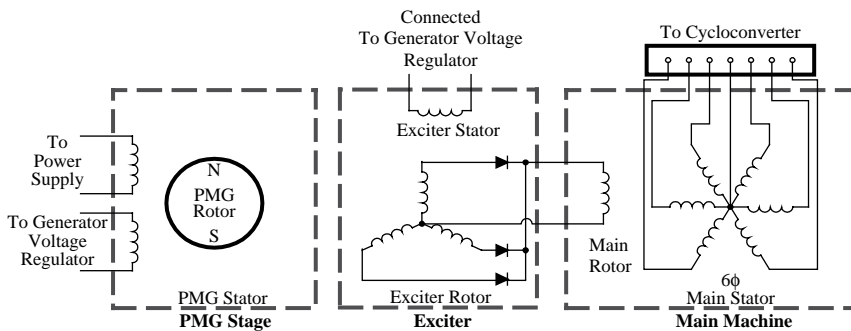 Connected
To Generator Voltage
Regulator
To Cycloconverter
Exciter Stator
To
Power
Supply
N
PMG
Rotor
S
To Generator
Voltage
Regulator
Main
Rotor
6ϕ
PMG Stator
Exciter Rotor
Main Stator
PMG Stage
Exciter
Main Machine